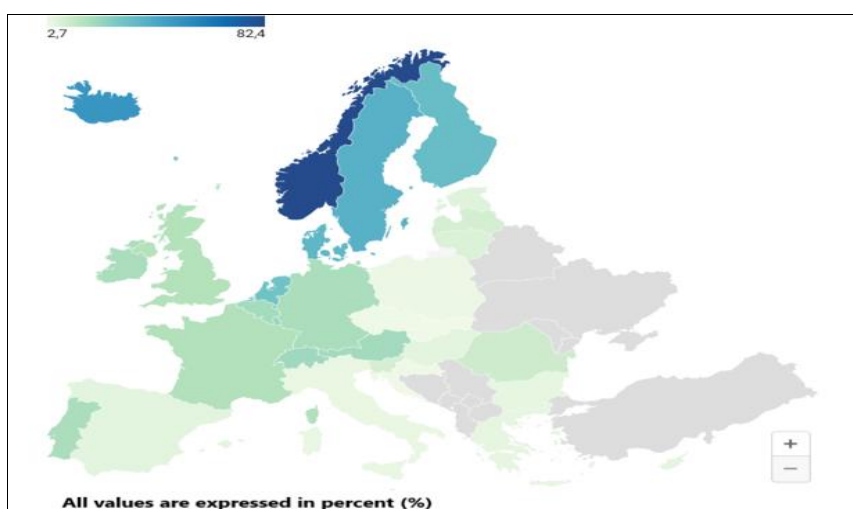 2,7 82,4
+
−
All values are expressed in percent (%)